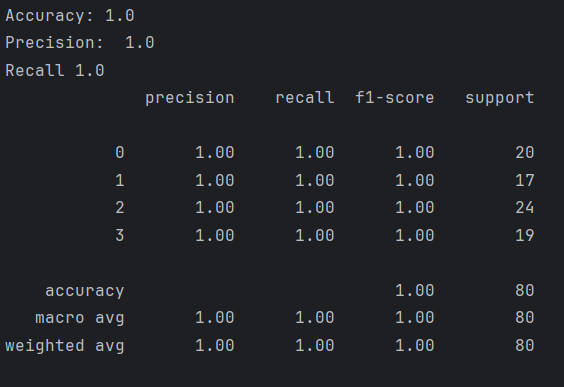 Accuracy: 1.0
Precision:  1.0
Recall 1.0
              precision    recall  f1-score   support

           0       1.00      1.00      1.00        20
           1       1.00      1.00      1.00        17
           2       1.00      1.00      1.00        24
           3       1.00      1.00      1.00        19

    accuracy                           1.00        80
   macro avg       1.00      1.00      1.00        80
weighted avg       1.00      1.00      1.00        80